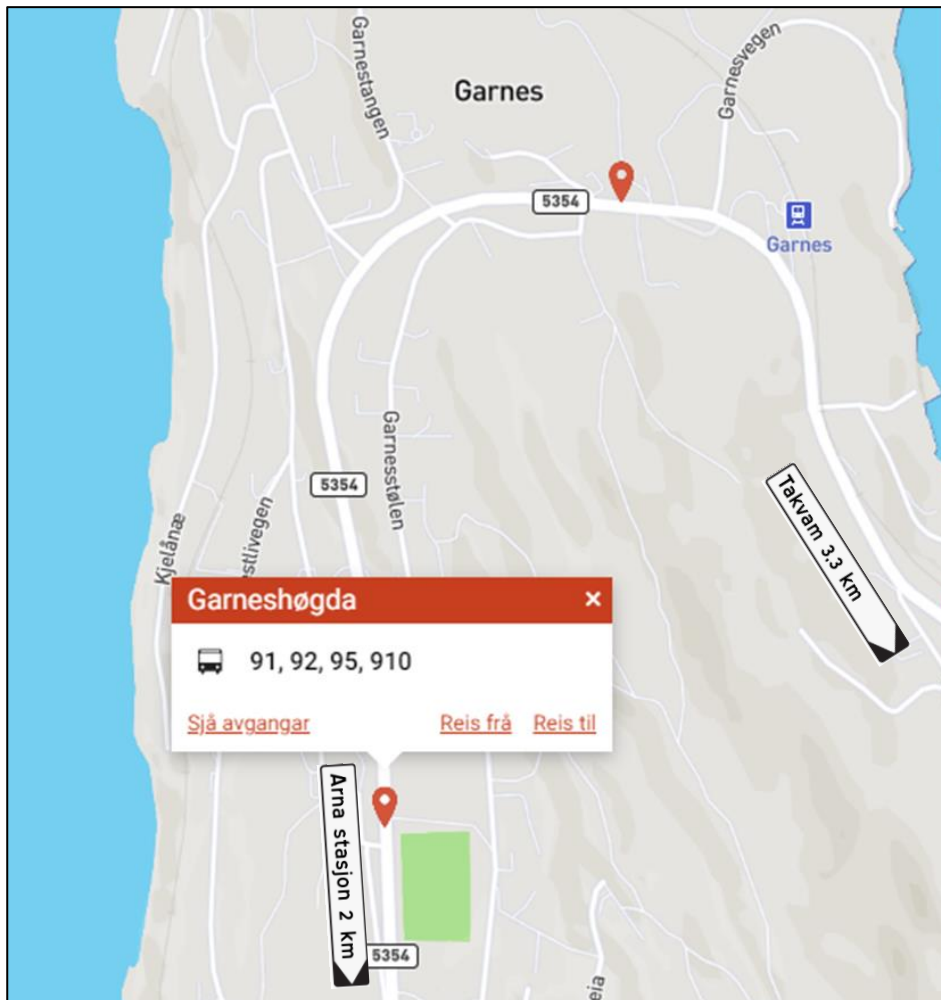 Garnestangen
Garnes
Garnesvegen
5354
Garnes
Garnesstølen
5354
Takvam 3,3 km
Kjelånæ
estlivegen
Garneshøgda
×
91, 92, 95, 910
Sjå avgangar
Reis frå
Reis til
Arna stasjon 2 km
5354
eia